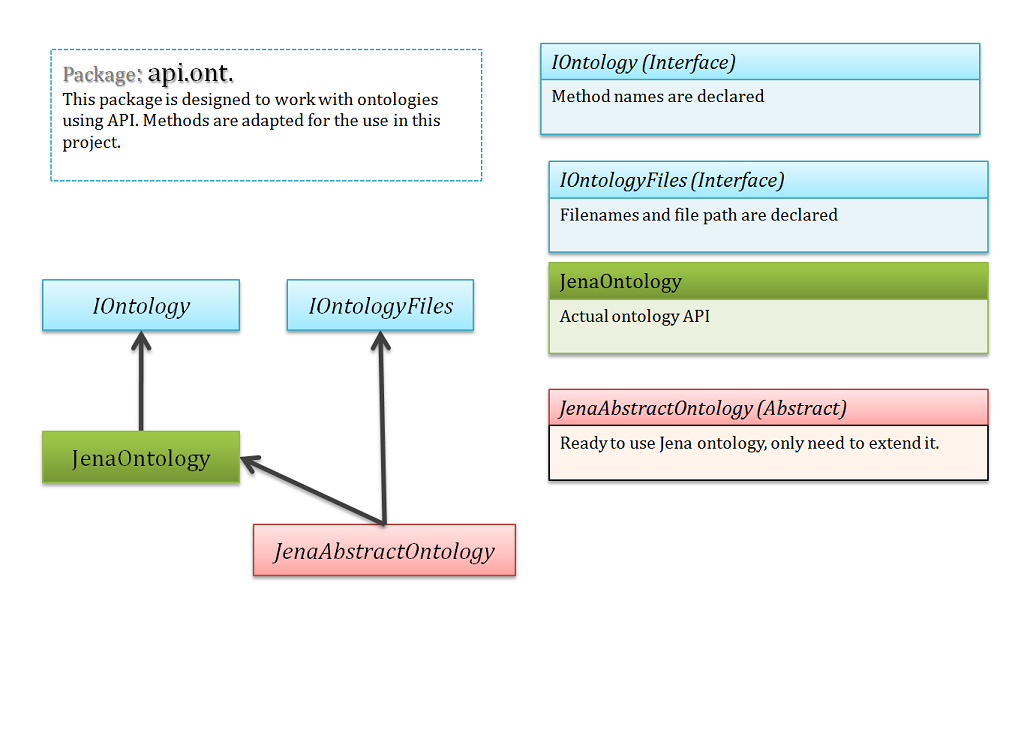 Package: api.ont.
This package is designed to work with ontologies
using API. Methods are adapted for the use in this
project.
IOntology (Interface)
Method names are declared
IOntologyFiles (Interface)
Filenames and file path are declared
JenaOntology
Actual ontology API
JenaAbstractOntology (Abstract)
Ready to use Jena ontology, only need to extend it.
IOntology
IOntologyFiles
JenaOntology
JenaAbstractOntology